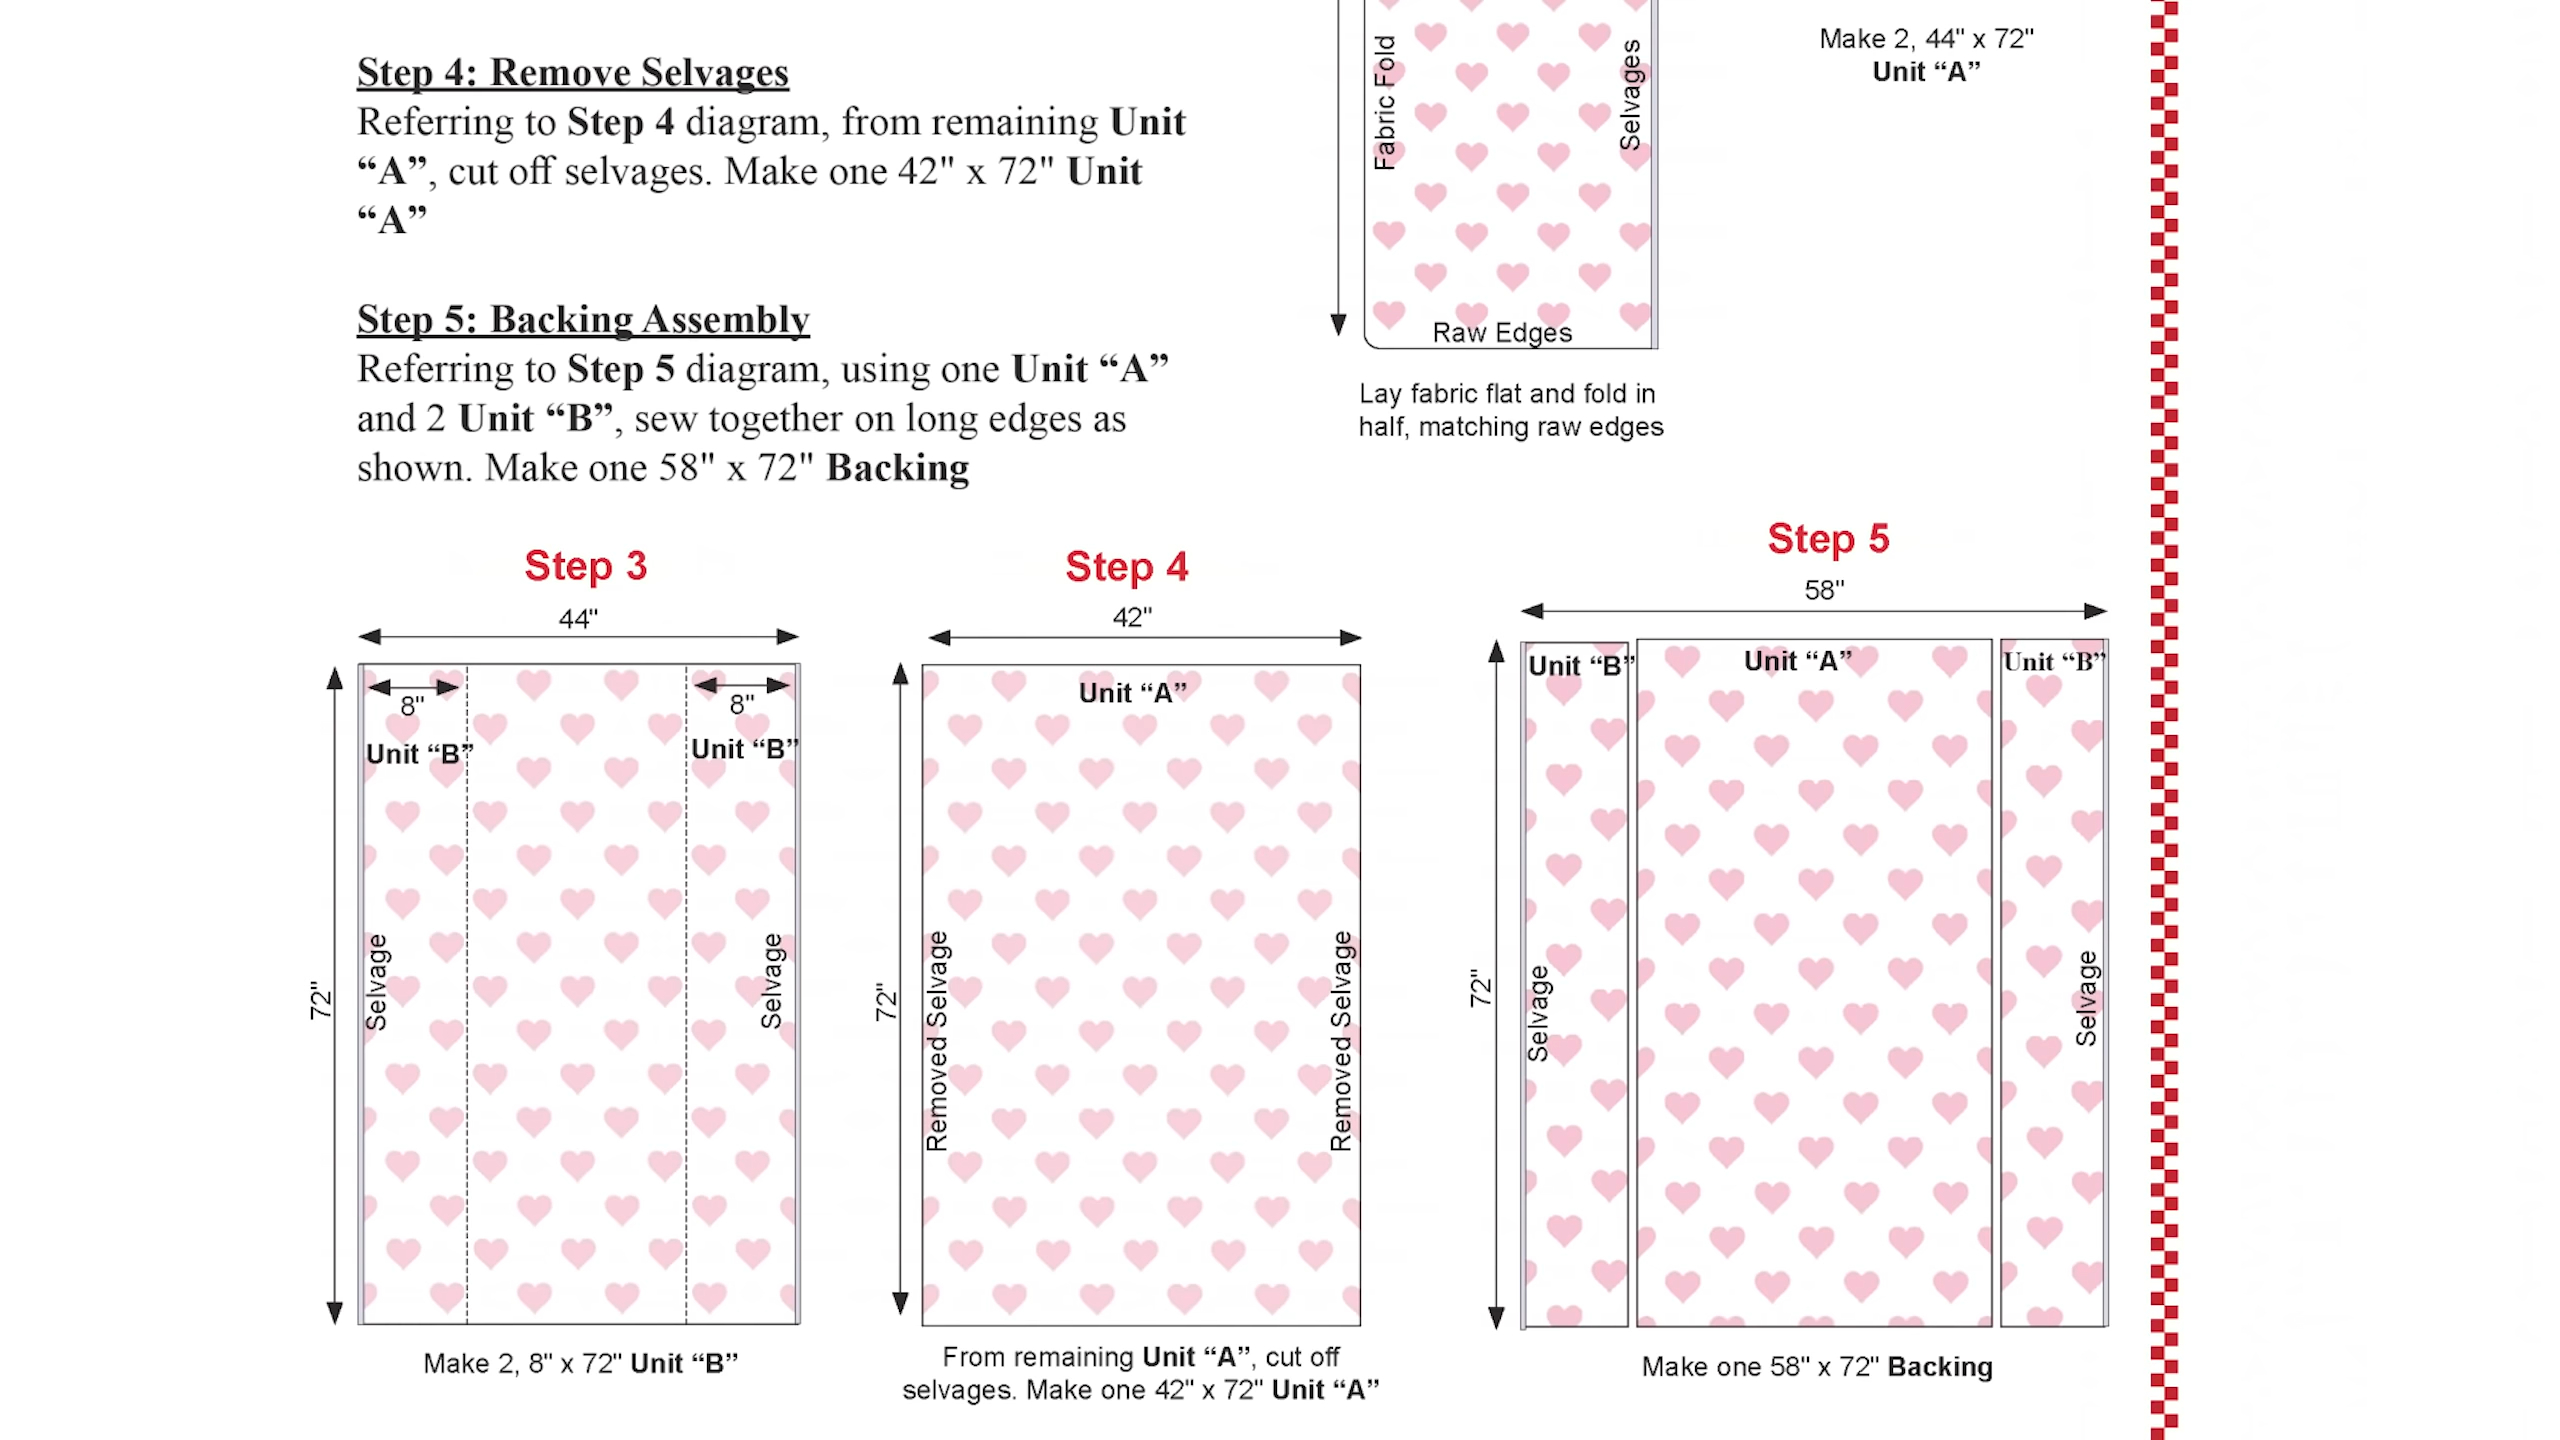 Step 4: Remove Selvages
Referring to Step 4 diagram, from remaining Unit
“A”, cut off selvages. Make one 42" x 72" Unit
“A”
Step 5: Backing Assembly
Referring to Step 5 diagram, using one Unit “A”
and 2 Unit “B”, sew together on long edges as
shown. Make one 58" x 72" Backing
Fabric Fold
Selvages
Raw Edges
Lay fabric flat and fold in
half, matching raw edges
Make 2, 44" x 72"
Unit “A”
Step 3
44"
8"
8"
Unit “B”
Unit “B”
72"
Selvage
Selvage
Make 2, 8" x 72" Unit “B”
Step 4
42"
Unit “A”
72"
Removed Selvage
Removed Selvage
From remaining Unit “A”, cut off
selvages. Make one 42" x 72" Unit “A”
Step 5
58"
Unit “B”
Unit “A”
Unit “B”
72"
Selvage
Selvage
Make one 58" x 72" Backing